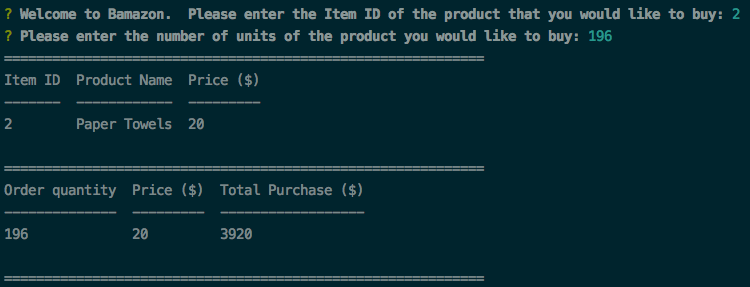 ? Welcome to Bamazon.  Please enter the Item ID of the product that you would like to buy: 2
? Please enter the number of units of the product you would like to buy: 196
============================================================
Item ID  Product Name  Price ($)
-------  ------------  ---------
2        Paper Towels  20
============================================================
Order quantity  Price ($)  Total Purchase ($)
--------------  ---------  ------------------
196             20         3920
============================================================